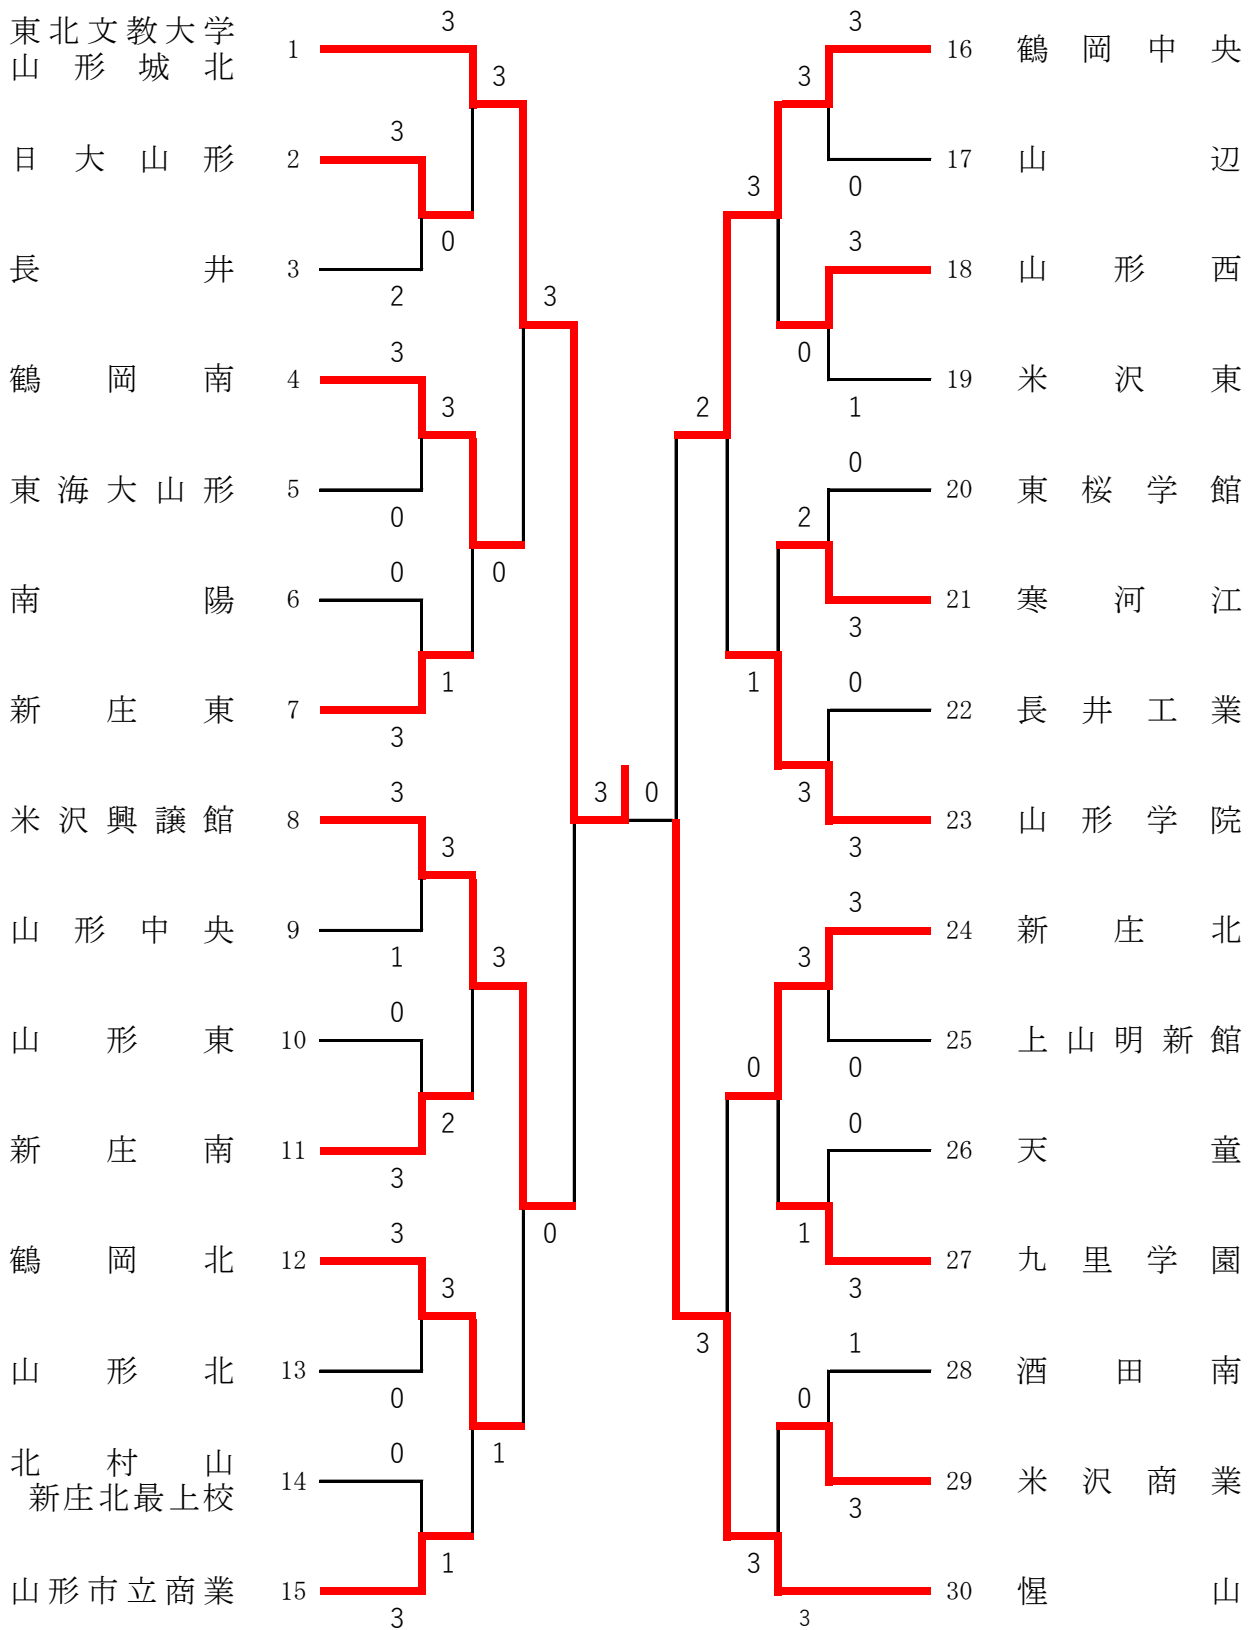 東北文教大学
山形城北 1
日大山形 2
長井 3
鶴岡南 4
東海大山形 5
南陽 6
新庄東 7
米沢興譲館 8
山形中央 9
山形東 10
新庄南 11
鶴岡北 12
山形北 13
北村山
新庄北最上校 14
山形市立商業 15
3
3
3
0
2
3
3
3
0
0
0
1
3
3
3
1
3
0
2
3
0
3
3
0
1
0
1
3
3
0
2
3
3
3
0
3
0
3
0
1
0
2
3
1
0
3
3
3
3
0
0
0
1
3
3
1
0
3
3
3
16 鶴岡中央
17 山辺
18 山形西
19 米沢東
20 東桜学館
21 寒河江
22 長井工業
23 山形学院
24 新庄北
25 上山明新館
26 天童
27 九里学園
28 酒田南
29 米沢商業
30 惺山